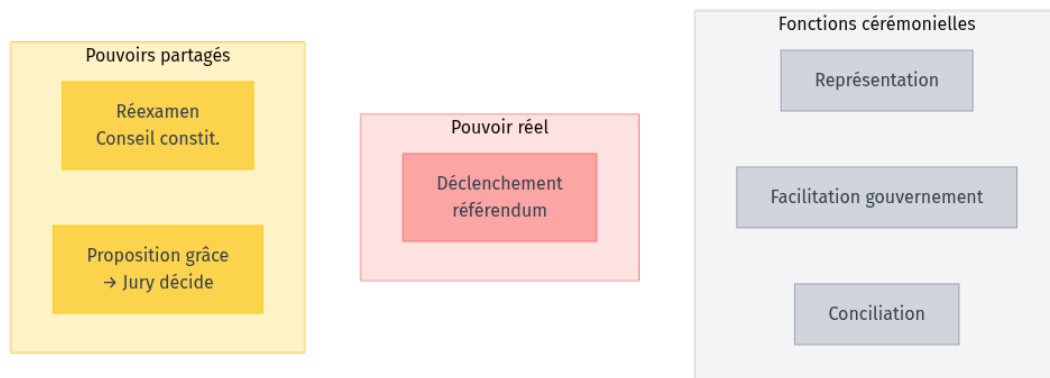 Pouvoirs partagés
Réexamen
Conseil constit.
Proposition grâce
→ Jury décide
Pouvoir réel
Déclenchement
référendum
Fonctions cérémonielles
Représentation
Facilitation gouvernement
Conciliation